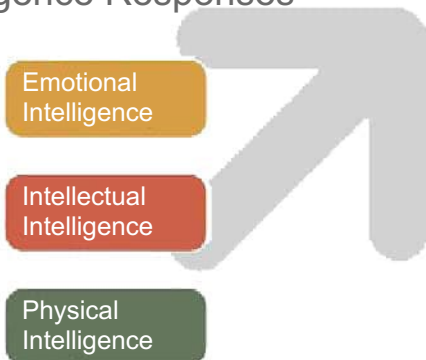 Responses
Emotional
Intelligence
Intellectual
Intelligence
Physical
Intelligence